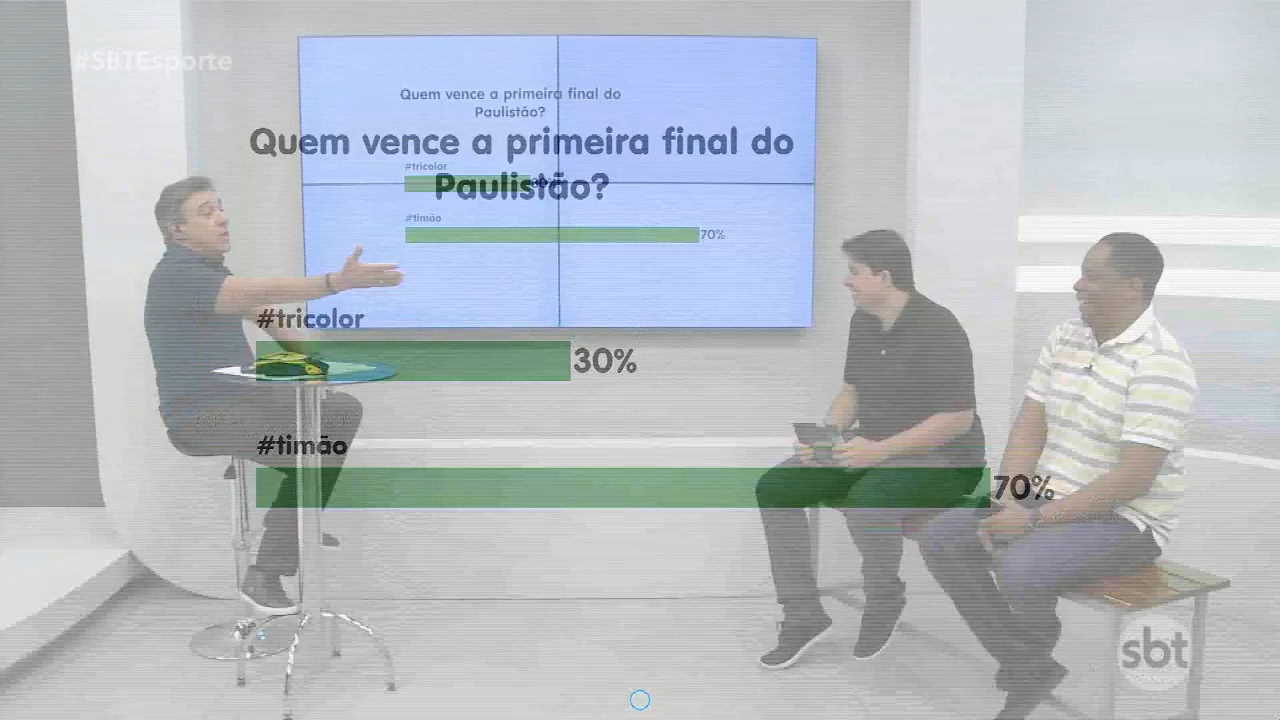 #SBTEsporte
Quem vence a primeira final do
Paulistão?
Quem vence a primeira final do
Paulistão?
#tricolor
30%
#timão
70%
#tricolor
30%
#timão
70%
sbt